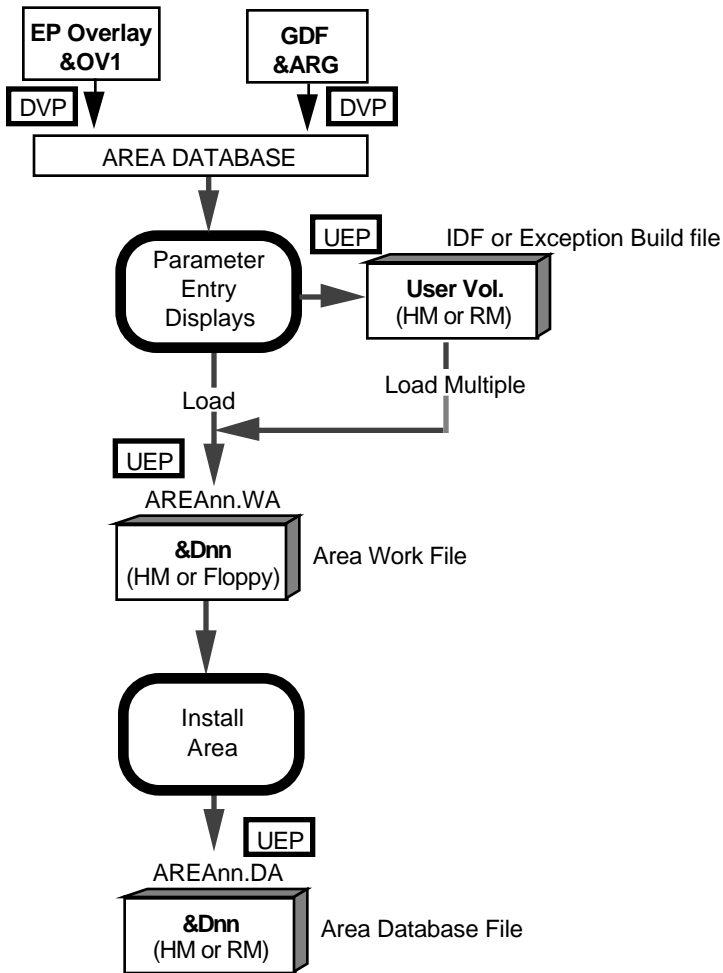 EP Overlay
&OV1
GDF
&ARG
DVP
DVP
AREA DATABASE
UEP
IDF or Exception Build file
Parameter
Entry
Displays
User Vol.
(HM or RM)
Load
Load Multiple
UEP
AREAnn.WA
&Dnn
(HM or Floppy)
Area Work File
Install
Area
UEP
AREAnn.DA
&Dnn
(HM or RM)
Area Database File